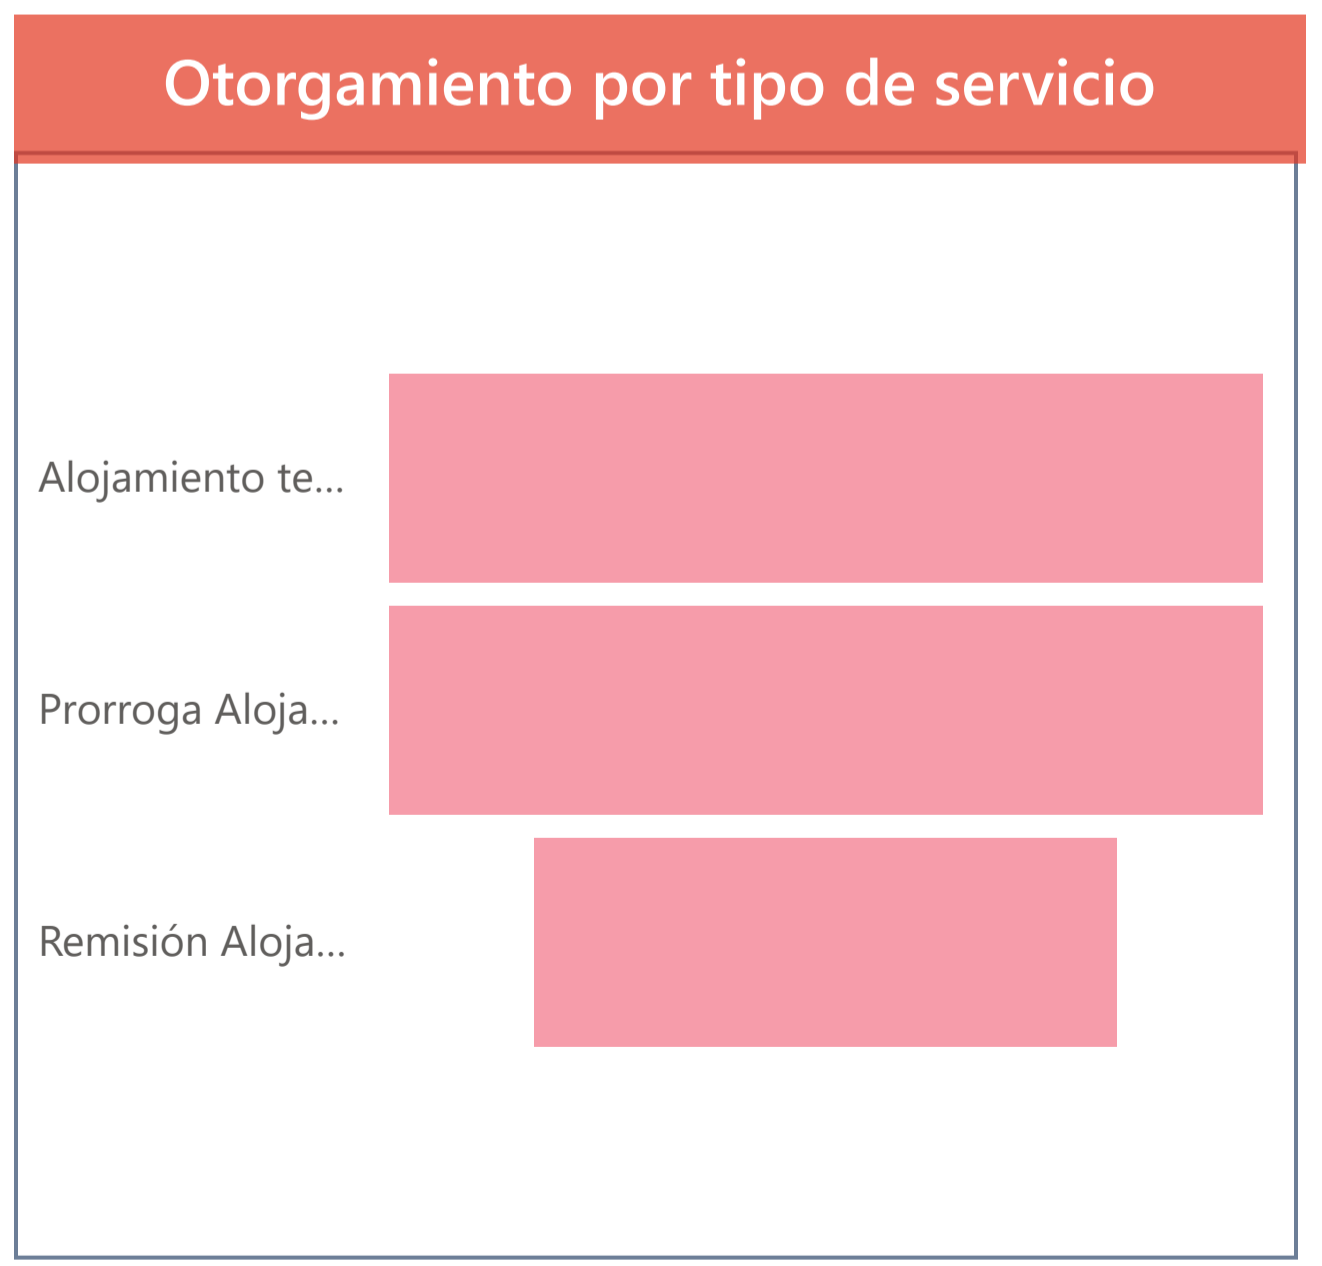 Otorgamiento por tipo de servicio
Alojamiento te...
Prorroga Aloja...
Remisión Aloja...